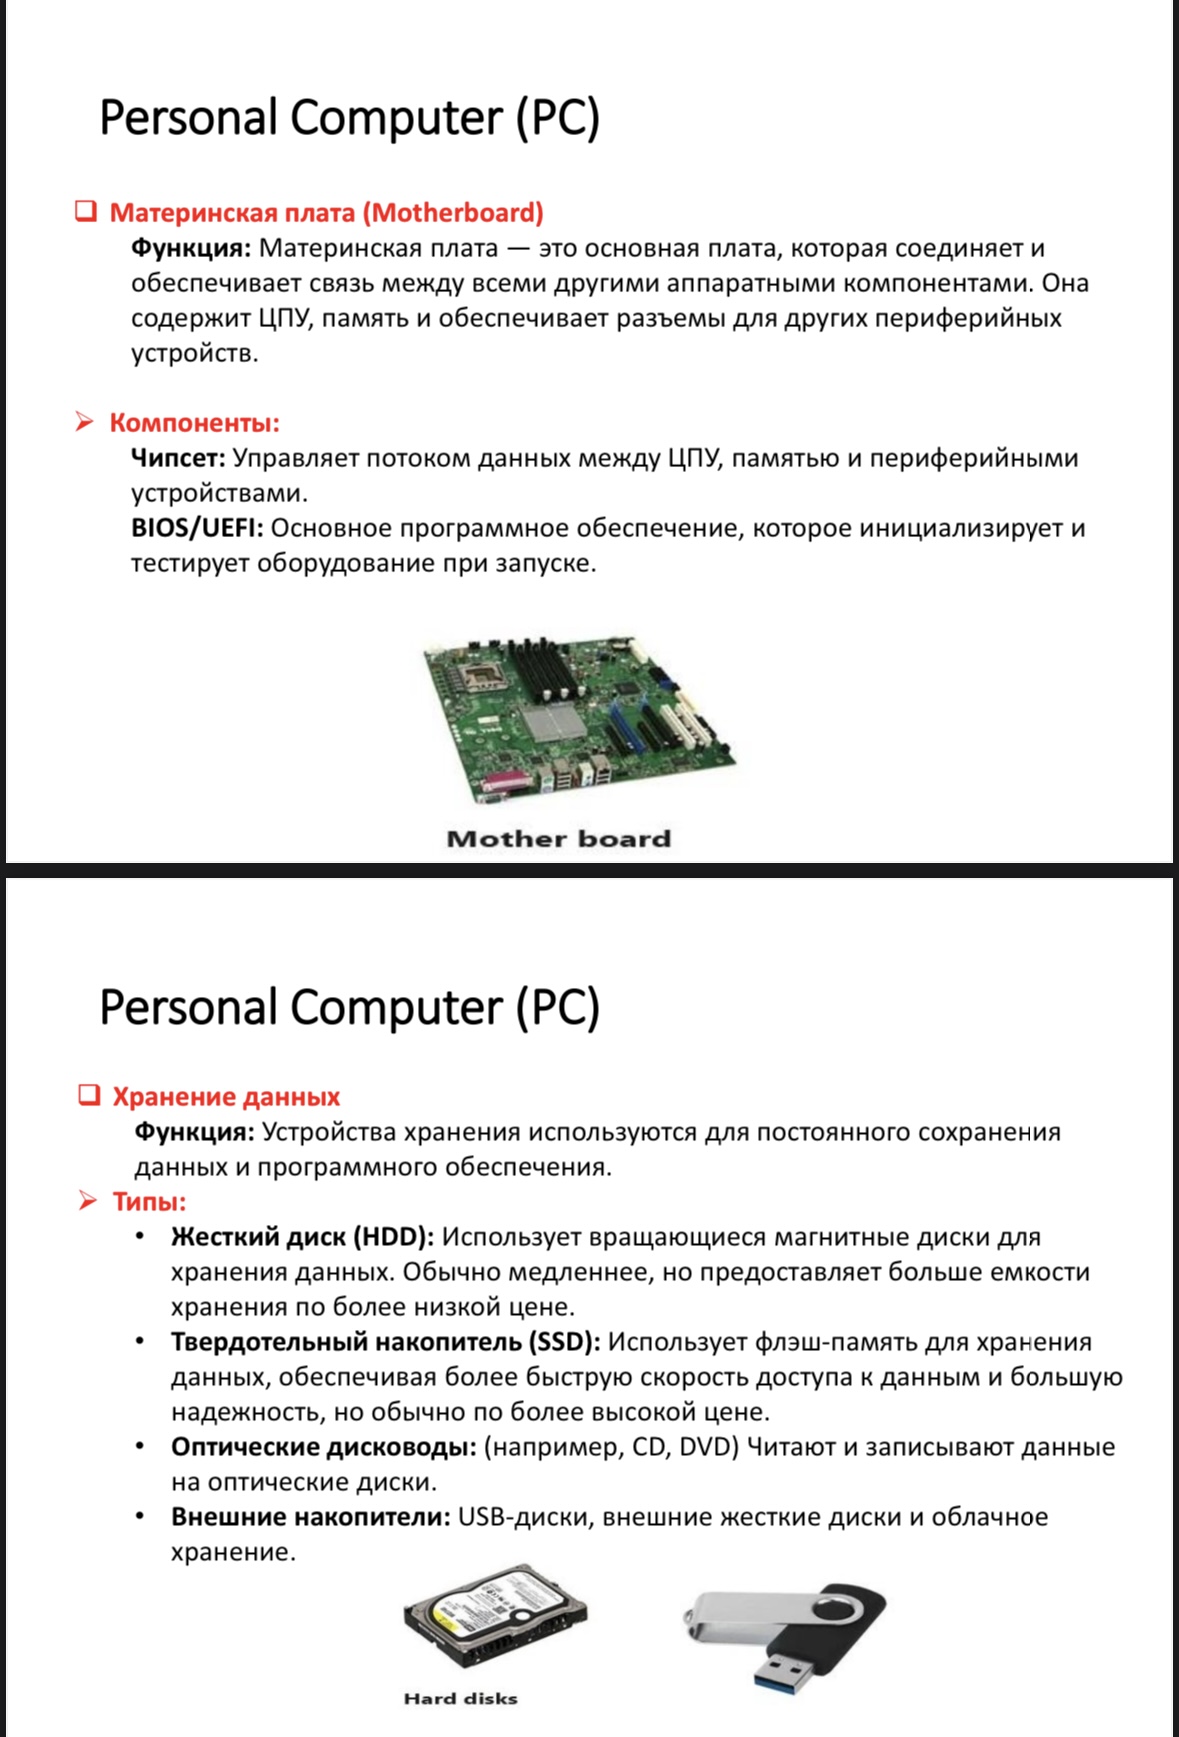 Personal Computer (PC)
❑ Материнская плата (Motherboard)
Функция: Материнская плата — это основная плата, которая соединяет и
обеспечивает связь между всеми другими аппаратными компонентами. Она
содержит ЦПУ, память и обеспечивает разъемы для других периферийных
устройств.
➢ Компоненты:
Чипсет: Управляет потоком данных между ЦПУ, памятью и периферийными
устройствами.
BIOS/UEFI: Основное программное обеспечение, которое инициализирует и
тестирует оборудование при запуске.
Mother board
Personal Computer (PC)
❑ Хранение данных
Функция: Устройства хранения используются для постоянного сохранения
данных и программного обеспечения.
➢ Типы:
• Жесткий диск (HDD): Использует вращающиеся магнитные диски для
хранения данных. Обычно медленнее, но предоставляет больше емкости
хранения по более низкой цене.
• Твердотельный накопитель (SSD): Использует флэш-память для хранения
данных, обеспечивая более быструю скорость доступа к данным и большую
надежность, но обычно по более высокой цене.
• Оптические дисководы: (например, CD, DVD) Читают и записывают данные
на оптические диски.
• Внешние накопители: USB-диски, внешние жесткие диски и облачное
хранение.
Hard disks